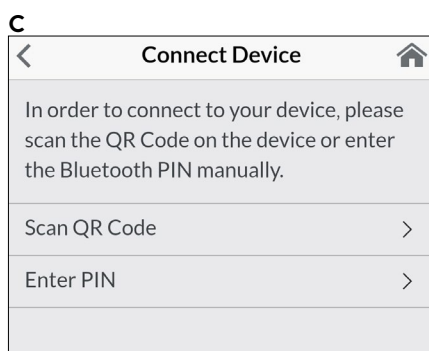 C
Connect Device
In order to connect to your device, please
scan the QR Code on the device or enter
the Bluetooth PIN manually.
Scan QR Code
Enter PIN